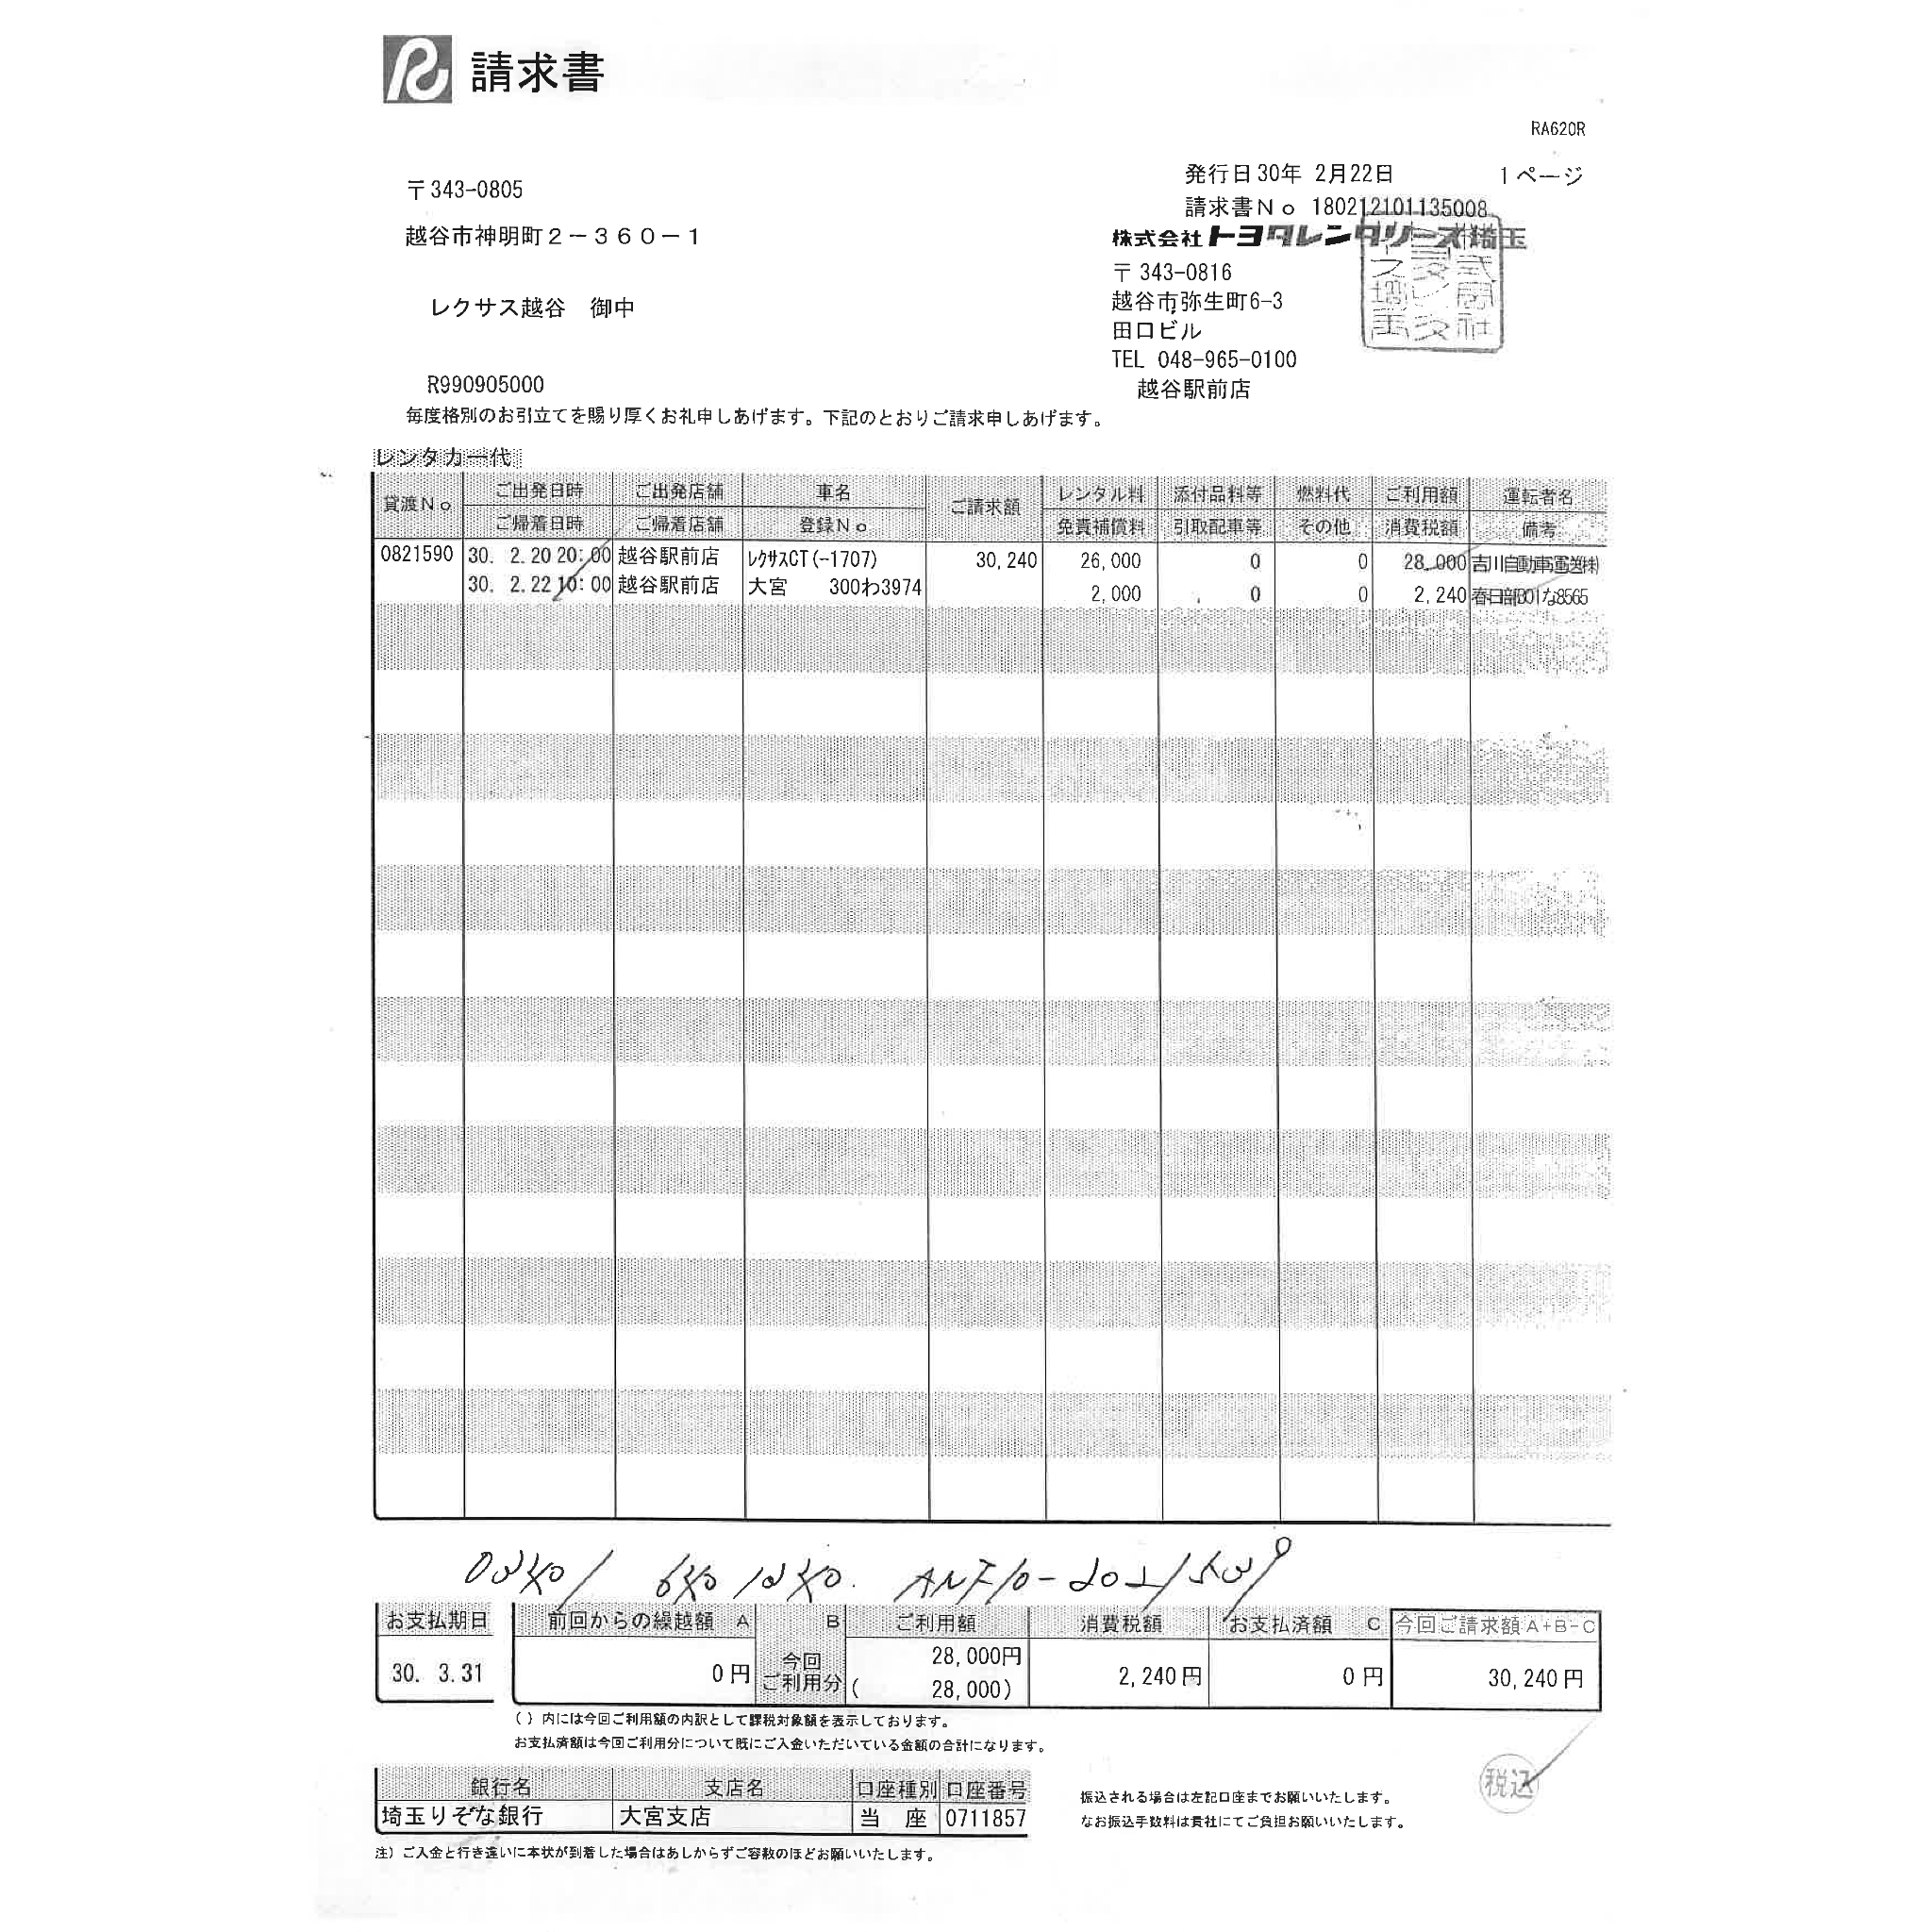 請求書
RA620R
発行日30年 2月22日 1ページ
〒343-0805
請求書No 180212101135008
越谷市神明町2-360-1
株式会社トヨタレンタリース埼玉
〒 343-0816
越谷市弥生町6-3
レクサス越谷 御中
田口ビル
TEL 048-965-0100
R990905000
越谷駅前店
毎度格別のお引立てを賜り厚くお礼申しあげます。下記のとおりご請求申しあげます。
レンタカー代
貸渡No ご出発日時 ご出発店舗 車名 ご請求額 レンタル料 添付品料等 燃料代 ご利用額 運転者名
ご帰着日時 ご帰着店舗 登録No 免責補償料 引取配車等 その他 消費税額 備考
0821590 30. 2.20 20:00 越谷駅前店 ﾚｸｻｽCT(-1707) 30,240 26,000 0 0 28,000 吉川自動車運送㈱
30. 2.22 10:00 越谷駅前店 大宮 300わ3974 2,000 0 0 2,240 春日部301な8565
お支払期日 前回からの繰越額 A B ご利用額 消費税額 お支払済額 C 今回ご請求額A+B-C
30. 3.31 0円 今回ご利用分 28,000円 2,240円 0円 30,240円
( 28,000)
( )内には今回ご利用額の内訳として課税対象額を表示しております。
お支払済額は今回ご利用分について既にご入金いただいている金額の合計になります。
銀行名 支店名 口座種別 口座番号
埼玉りそな銀行 大宮支店 当 座 0711857
振込される場合は左記口座までお願いいたします。
なお振込手数料は貴社にてご負担お願いいたします。
税込
注) ご入金と行き違いに本状が到着した場合はあしからずご容赦のほどお願いいたします。